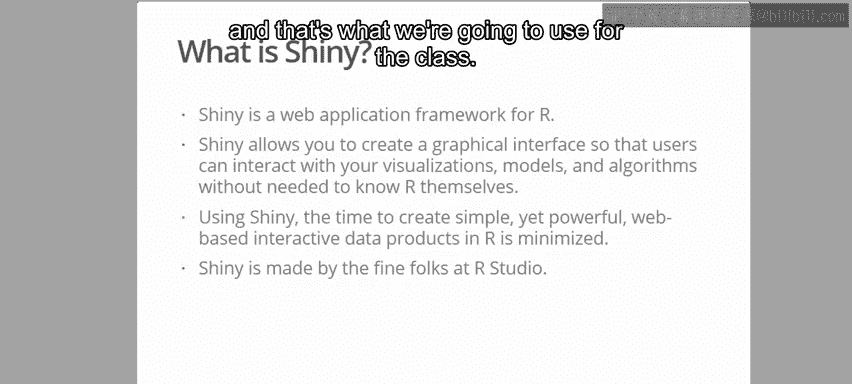 and that's what we're going to use for
the class.
What is Shiny?
· Shiny is a web application framework for R.
· Shiny allows you to create a graphical interface so that users
can interact with your visualizations, models, and algorithms
without needed to know R themselves.
· Using Shiny, the time to create simple, yet powerful, web-
based interactive data products in R is minimized.
· Shiny is made by the fine folks at R Studio.